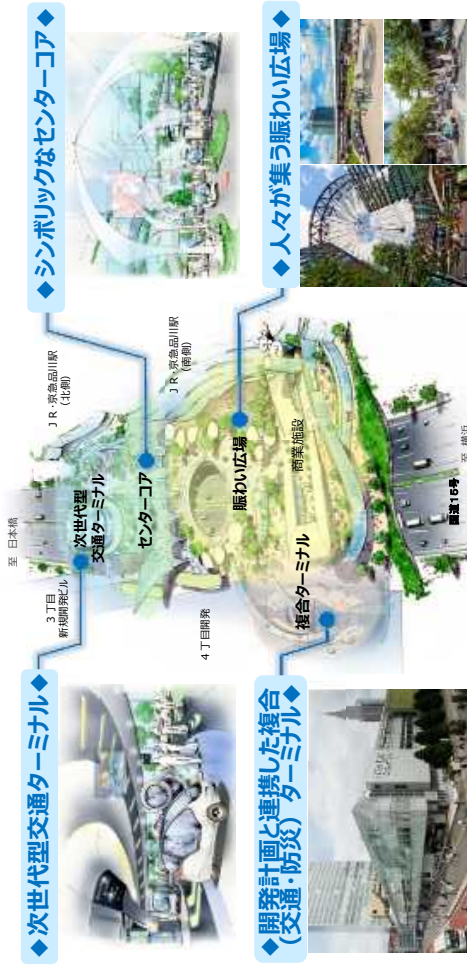 ◆次世代型交通ターミナル◆
◆シンボリックなセンターコア◆
至 日本橋
JR・京急品川駅
(北側)
3丁目
新規開発ビル
次世代型
交通ターミナル
センターコア
JR・京急品川駅
(南側)
4丁目開発
賑わい広場
商業施設
複合ターミナル
国道15号
至 横浜
◆開発計画と連携した複合
(交通・防災)ターミナル◆
◆人々が集う賑わい広場◆